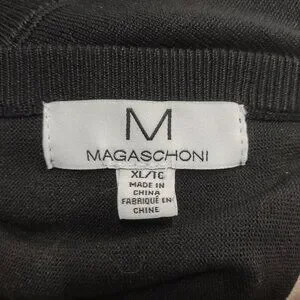 M
MAGASCHONI
XL/TG
MADE IN
CHINA
FABRIQUÉ EN
CHINE